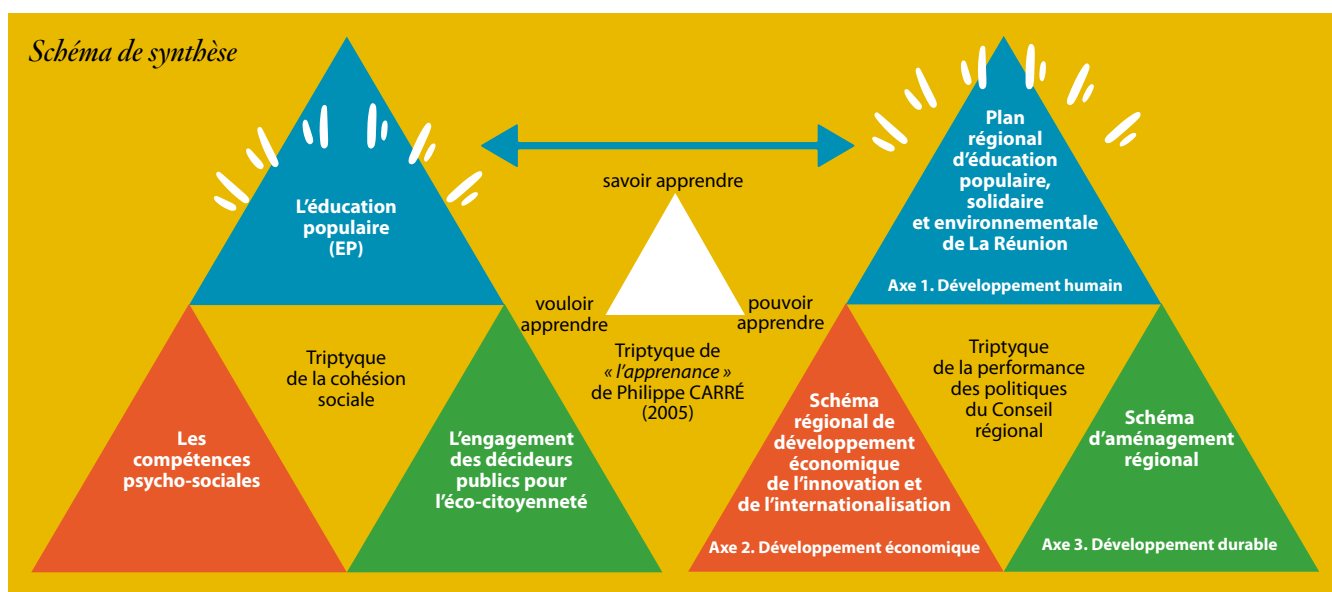 Schéma de synthèse
L'éducation
populaire
(EP)
Les
compétences
psycho-sociales
Triptyque
de la cohésion
sociale
L'engagement
des décideurs
publics pour
l'éco-citoyenneté
savoir apprendre
vouloir
apprendre
pouvoir
apprendre
Triptyque de
« l'apprenance »
de Philippe CARRÉ
(2005)
Plan
régional
d'éducation
populaire,
solidaire
et environnementale
de La Réunion
Axe 1. Développement humain
Schéma
régional de
développement
économique
de l'innovation et
de l'internationalisation
Axe 2. Développement économique
Triptyque
de la performance
des politiques
du Conseil
régional
Schéma
d'aménagement
régional
Axe 3. Développement durable